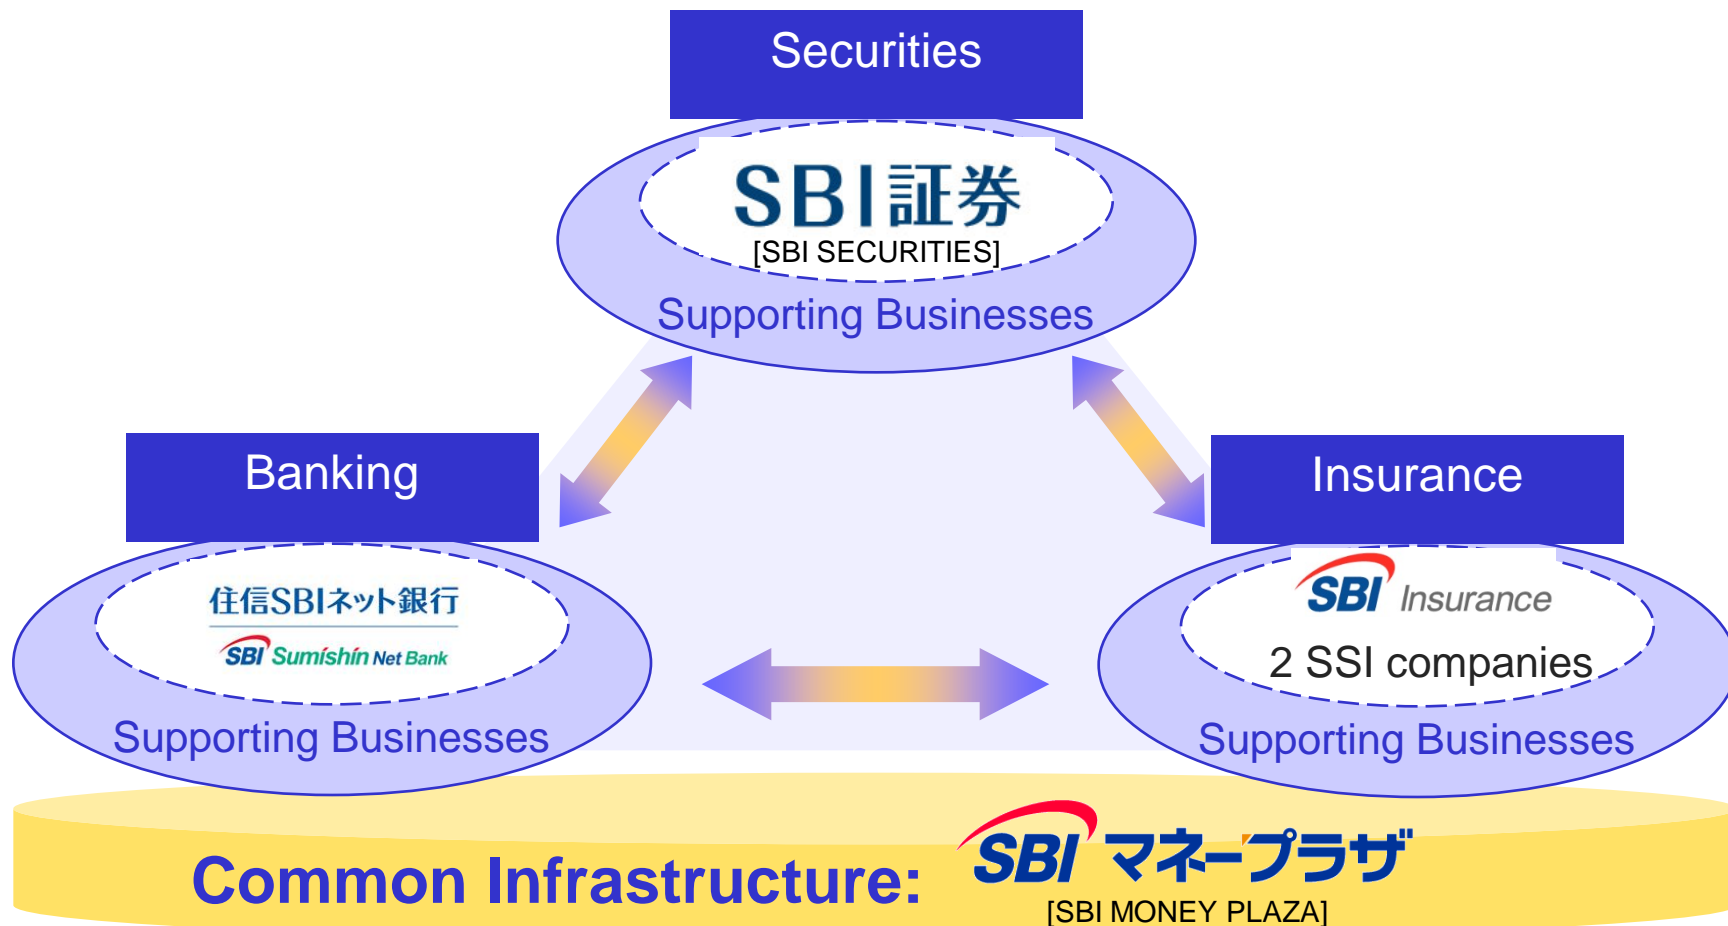 Securities
SBI証券
[SBI SECURITIES]
Supporting Businesses
Banking
住信SBIネット銀行
SBI Sumishin Net Bank
Supporting Businesses
Insurance
SBI Insurance
2 SSI companies
Supporting Businesses
Common Infrastructure: SBI マネープラザ
[SBI MONEY PLAZA]